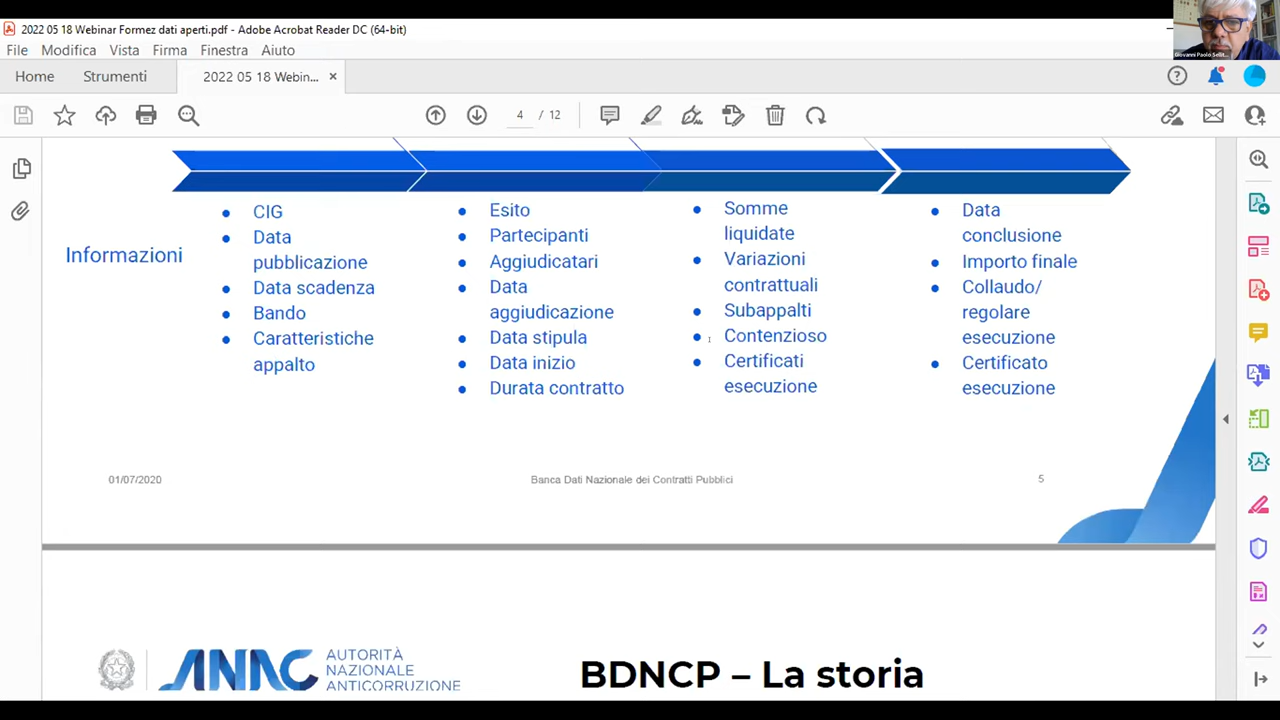 2022 05 18 Webinar Formez dati aperti.pdf - Adobe Acrobat Reader DC (64-bit)
File Modifica Vista Firma Finestra Aiuto
Home Strumenti 2022 05 18 Webin... ×
4 / 12
Informazioni
• CIG
• Data
pubblicazione
• Data scadenza
• Bando
• Caratteristiche
appalto
• Esito
• Partecipanti
• Aggiudicatari
• Data
aggiudicazione
• Data stipula
• Data inizio
• Durata contratto
• Somme
liquidate
• Variazioni
contrattuali
• Subappalti
• Contenzioso
• Certificati
esecuzione
• Data
conclusione
• Importo finale
• Collaudo/
regolare
esecuzione
• Certificato
esecuzione
01/07/2020 Banca Dati Nazionale dei Contratti Pubblici 5
ANAC AUTORITÀ
NAZIONALE
ANTICORRUZIONE
BDNCP – La storia
Giovanni Paolo Sellit...